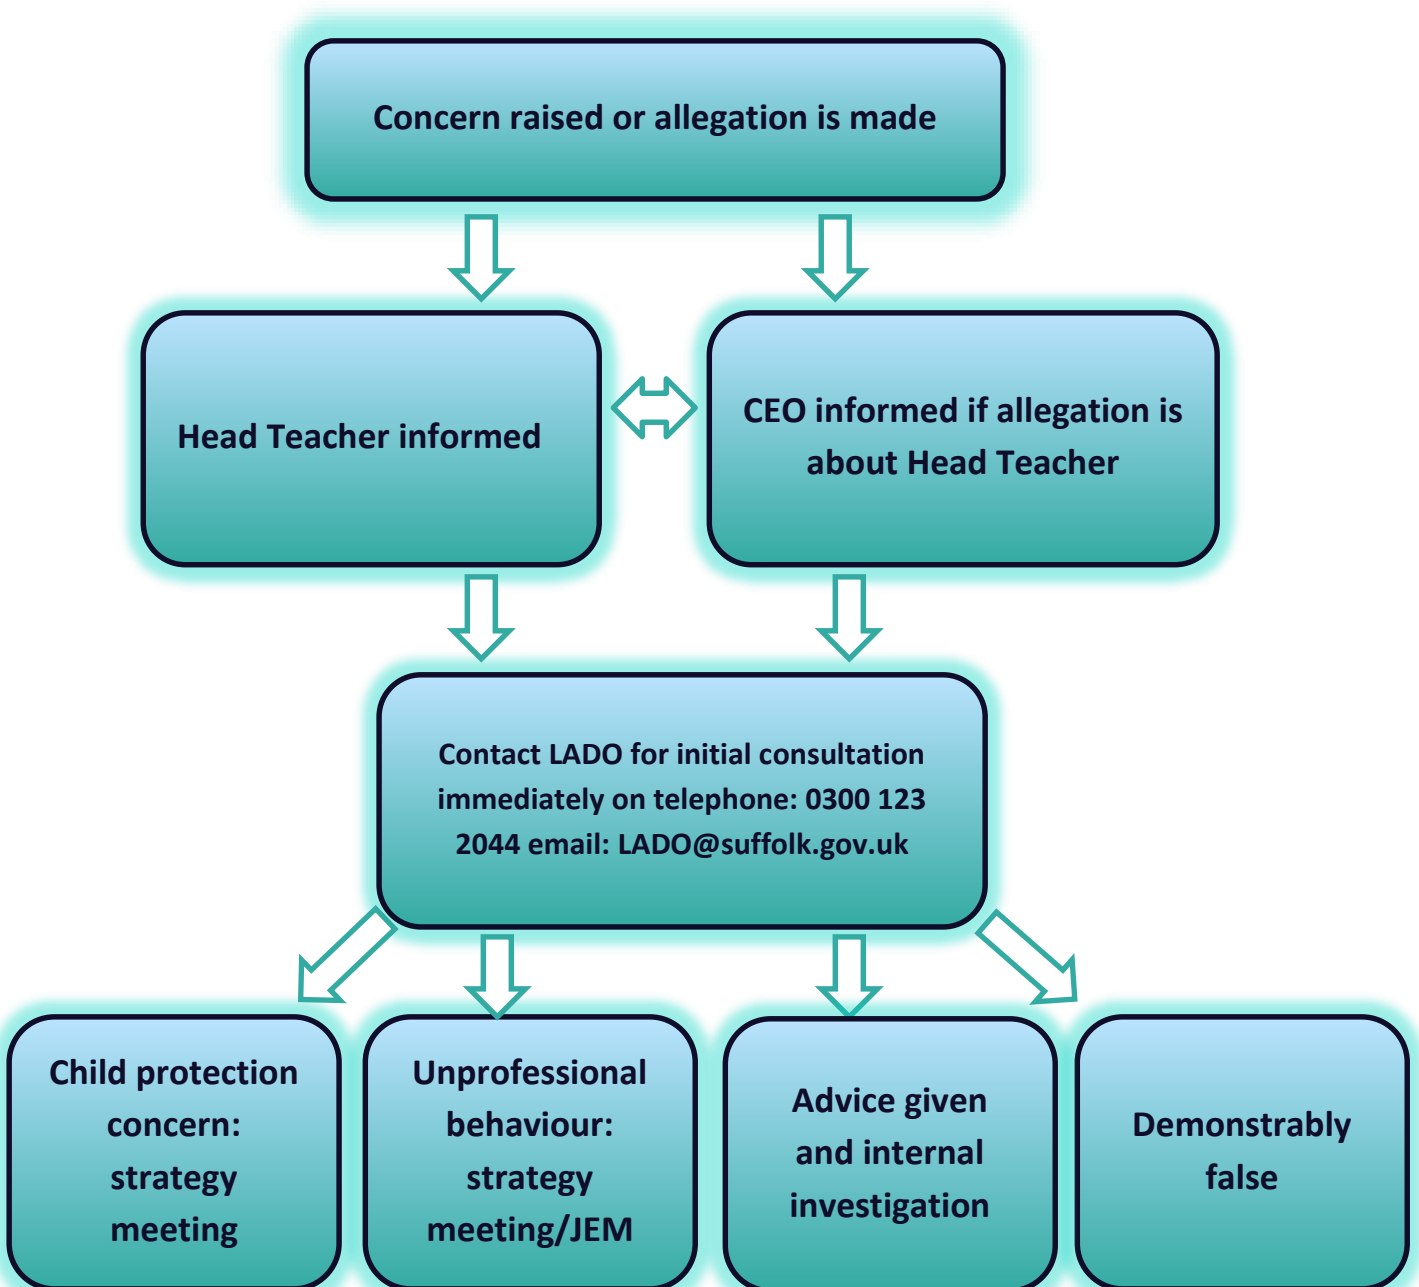 Concern raised or allegation is made
Head Teacher informed
CEO informed if allegation is
about Head Teacher
Contact LADO for initial consultation
immediately on telephone: 0300 123
2044 email: LADO@suffolk.gov.uk
Child protection
concern:
strategy
meeting
Unprofessional
behaviour:
strategy
meeting/JEM
Advice given
and internal
investigation
Demonstrably
false